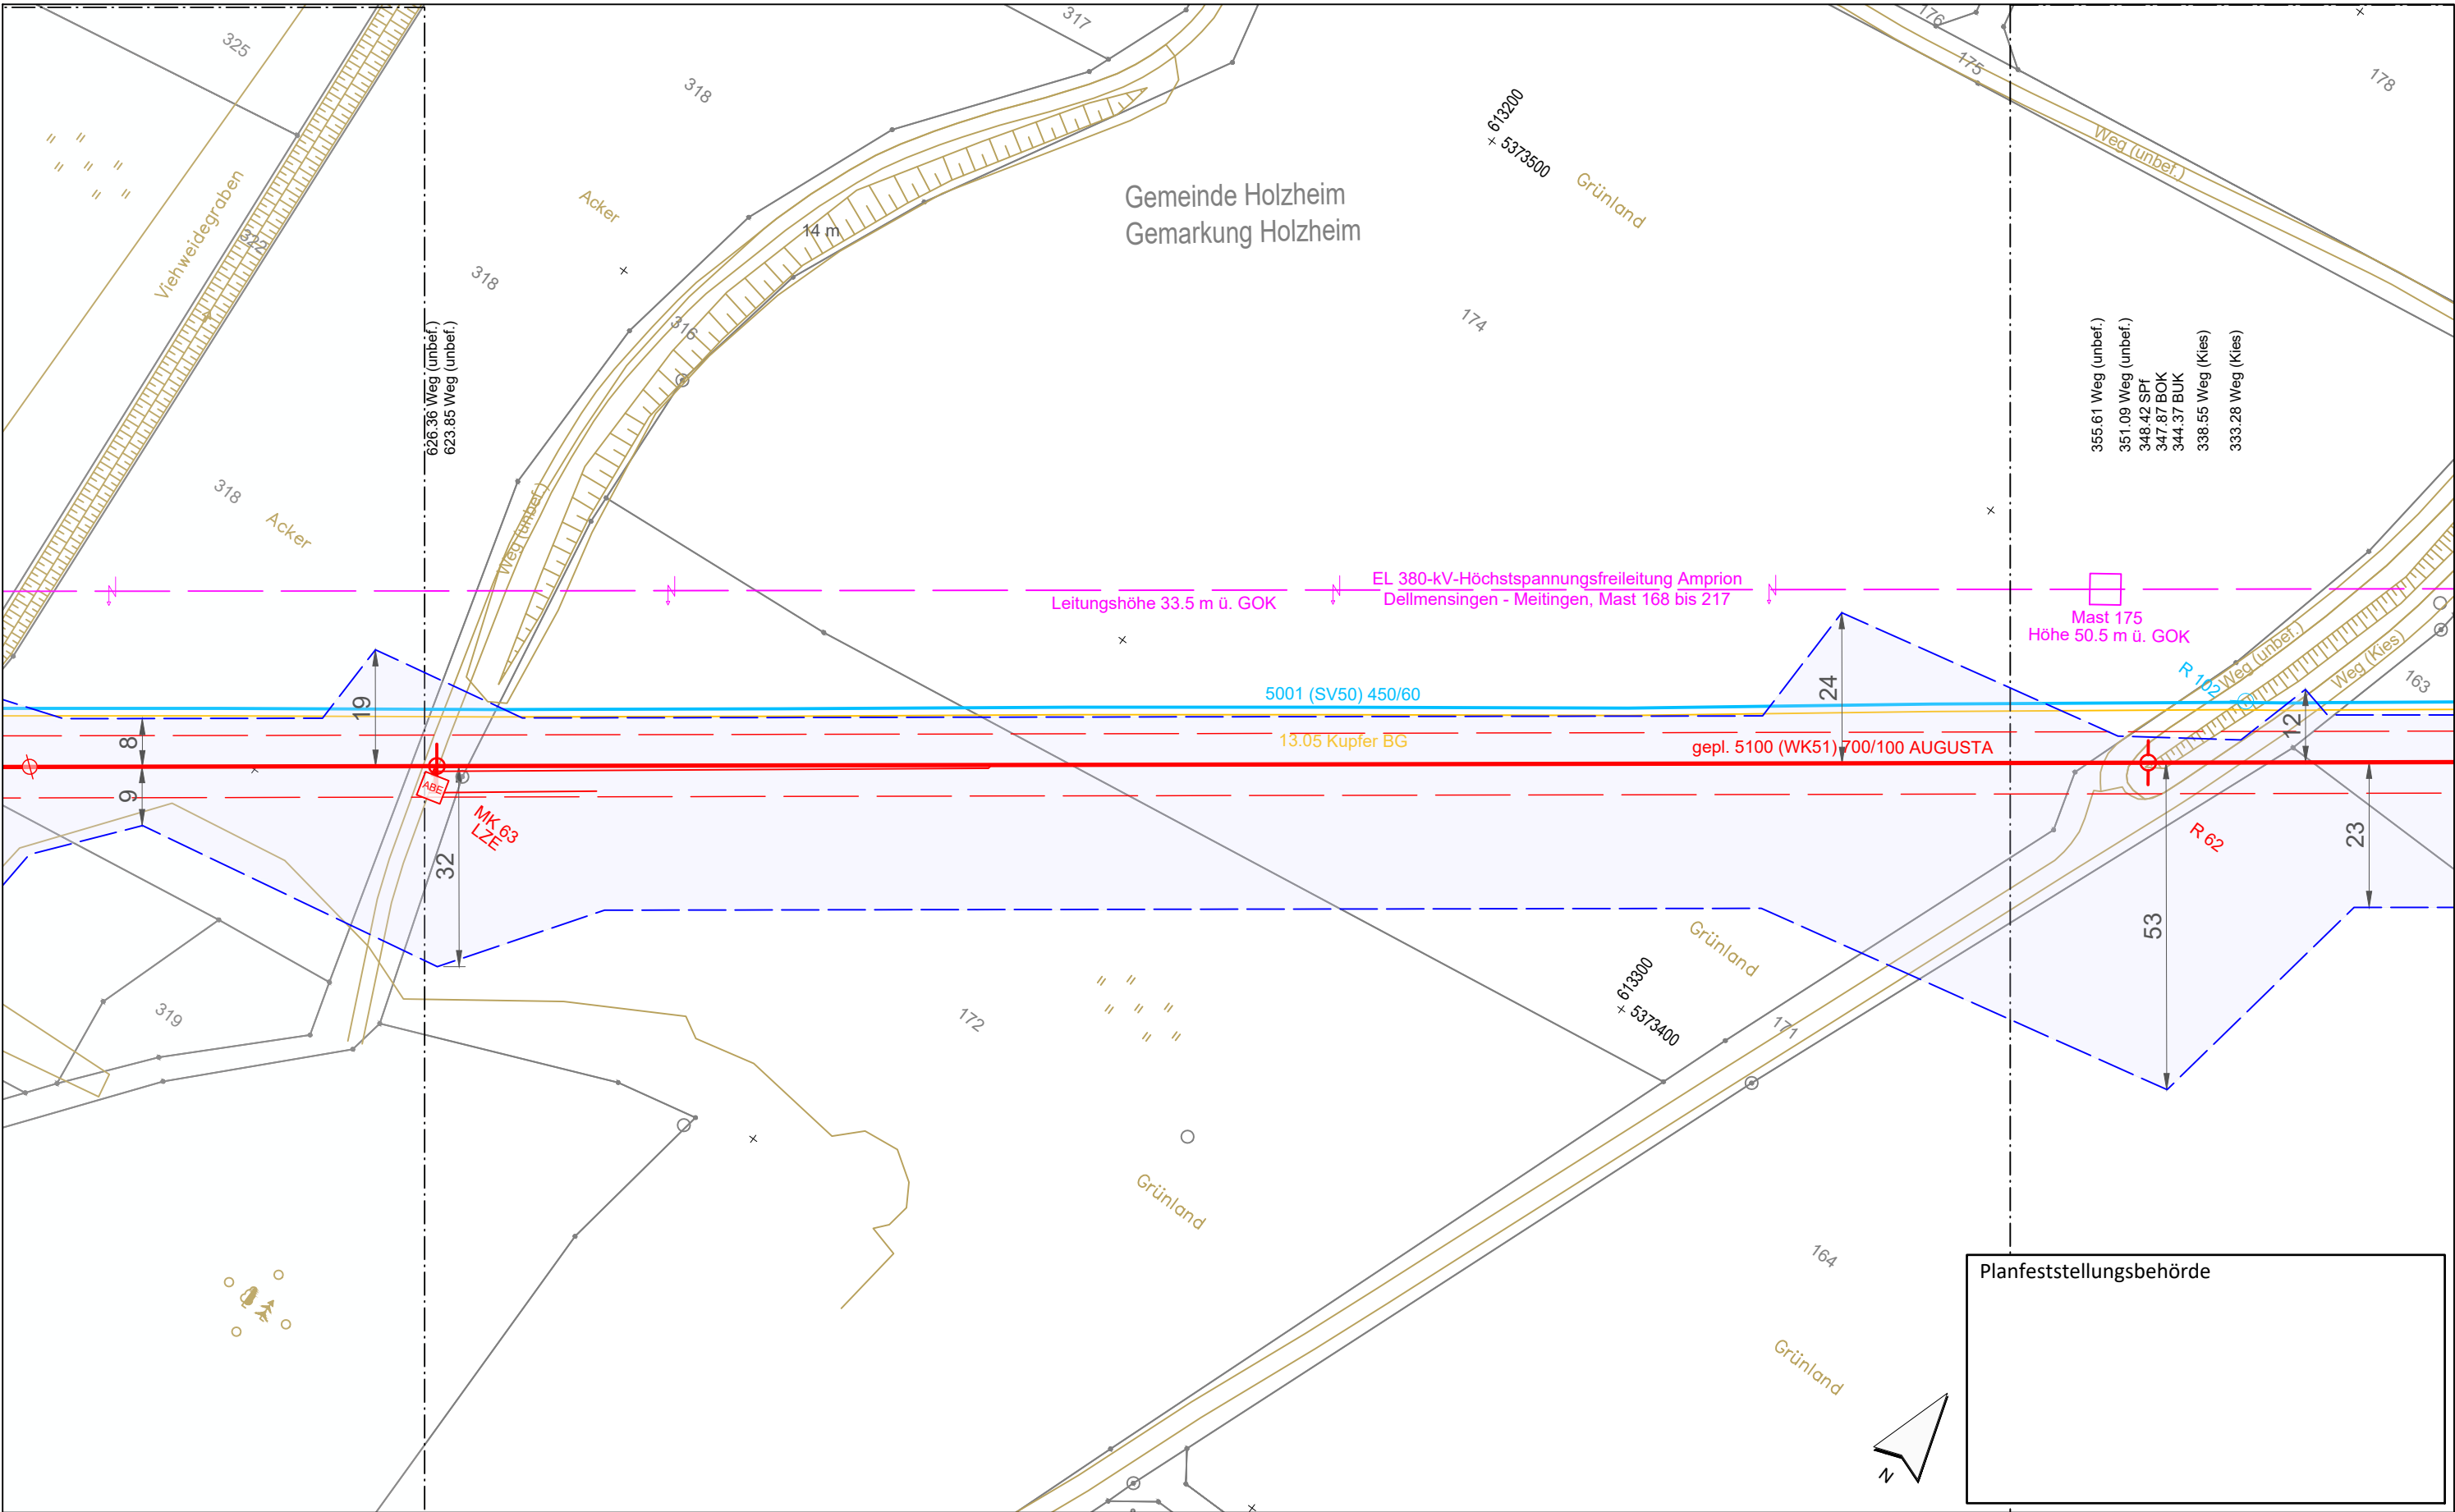 325
317
176
175
178
318
613200
5373500
Weg (unbef.)
Viehweidegraben
322
Acker
14 m
Gemeinde Holzheim
Gemarkung Holzheim
Grünland
318
316
174
626.36 Weg (unbef.)
623.85 Weg (unbef.)
355.61 Weg (unbef.)
351.09 Weg (unbef.)
348.42 SPf
347.87 BOK
344.37 BUK
338.55 Weg (Kies)
333.28 Weg (Kies)
318
Acker
Weg (unbef.)
EL 380-kV-Höchstspannungsfreileitung Amprion
Dellmensingen - Meitingen, Mast 168 bis 217
Leitungshöhe 33.5 m ü. GOK
Mast 175
Höhe 50.5 m ü. GOK
Weg (unbef.)
Weg (Kies)
R 102
163
19
24
12
5001 (SV50) 450/60
8
13.05 Kupfer BG
gepl. 5100 (WK51) 700/100 AUGUSTA
9
ABE
MK 63
LZE
32
R 62
23
53
Grünland
613300
5373400
319
172
171
Grünland
164
Grünland
Planfeststellungsbehörde
N